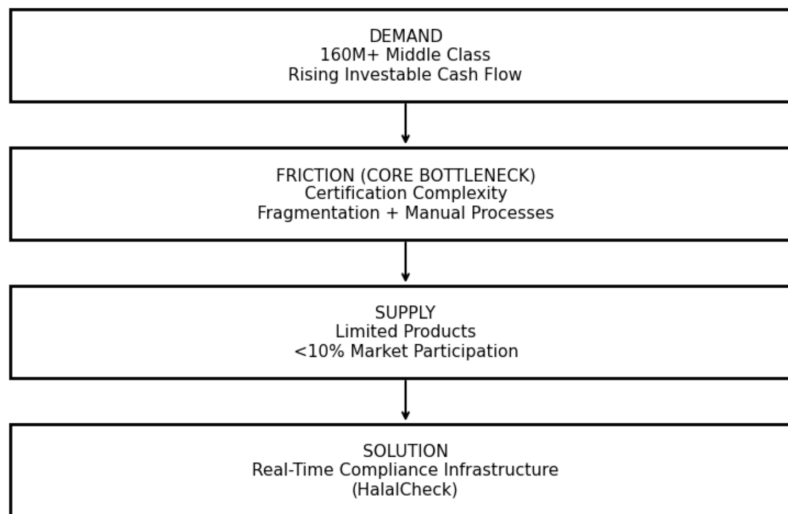 DEMAND
160M+ Middle Class
Rising Investable Cash Flow
FRICTION (CORE BOTTLENECK)
Certification Complexity
Fragmentation + Manual Processes
SUPPLY
Limited Products
<10% Market Participation
SOLUTION
Real-Time Compliance Infrastructure
(HalalCheck)